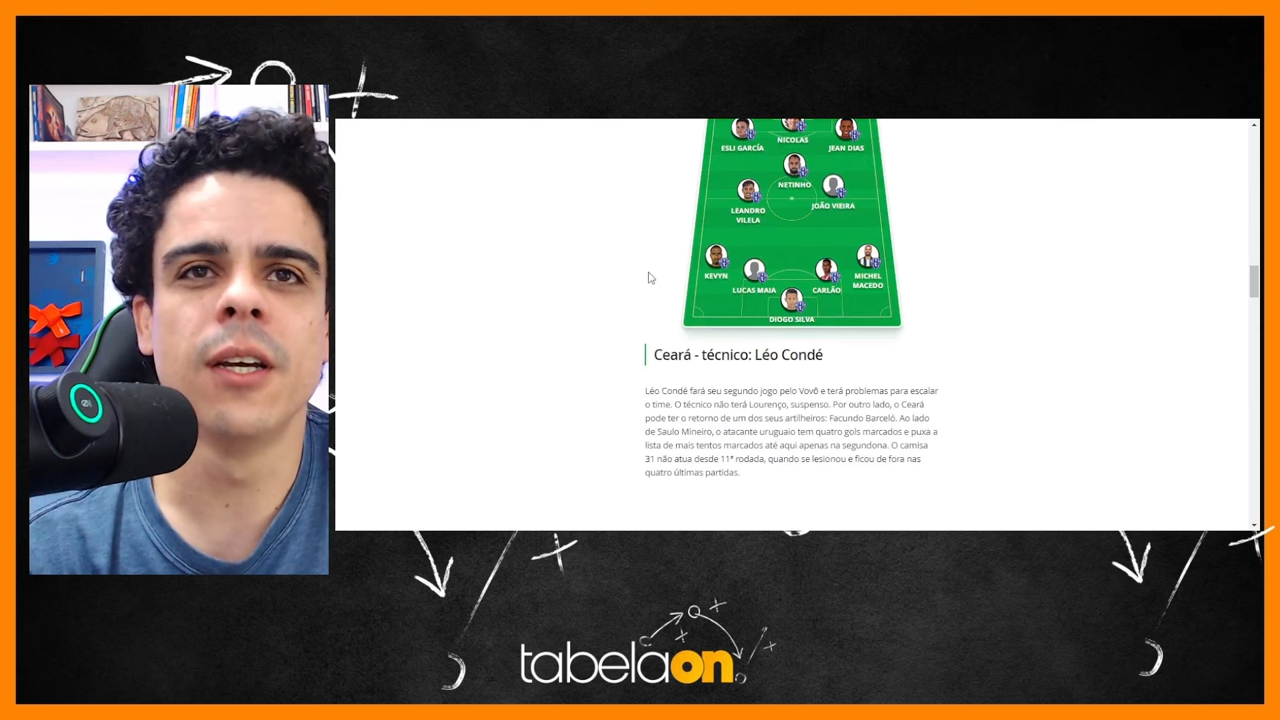 ESLI GARCÍA
NICOLAS
JEAN DIAS
NETINHO
LEANDRO
VILELA
JOÃO VIEIRA
KEVYN
LUCAS MAIA
CARLÃO
MICHEL
MACEDO
DIOGO SILVA
Ceará - técnico: Léo Condé
Léo Condé fará seu segundo jogo pelo Vovô e terá problemas para escalar
o time. O técnico não terá Lourenço, suspenso. Por outro lado, o Ceará
pode ter o retorno de um dos seus artilheiros: Facundo Barceló. Ao lado
de Saulo Mineiro, o atacante uruguaio tem quatro gols marcados e puxa a
lista de mais tentos marcados até aqui apenas na segundona. O camisa
31 não atua desde 11ª rodada, quando se lesionou e ficou de fora nas
quatro últimas partidas.
tabelaon